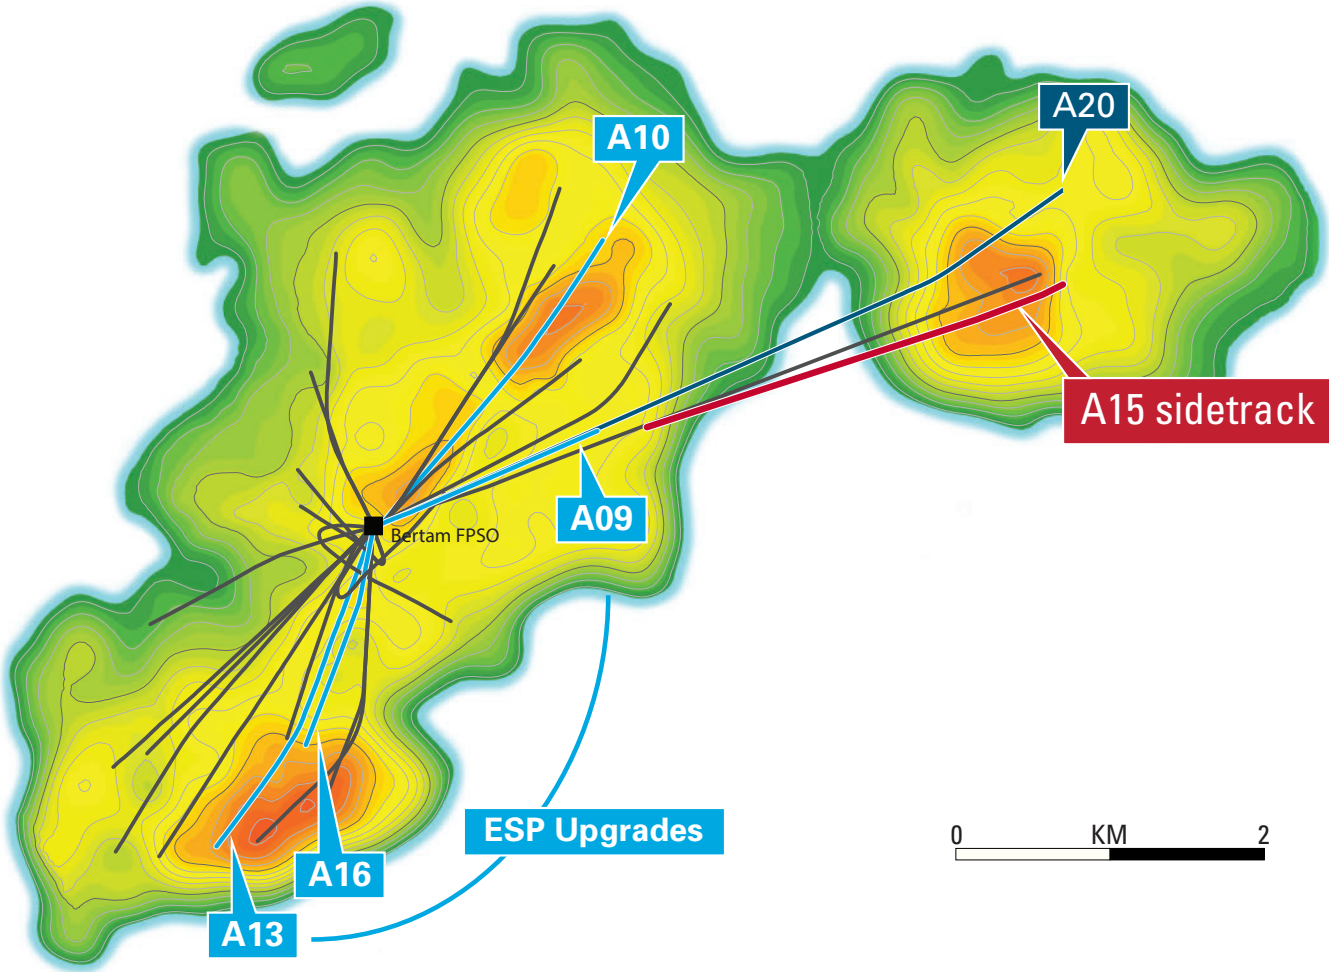 A20
A10
A15 sidetrack
A09
Bertam FPSO
ESP Upgrades
0 KM 2
A16
A13